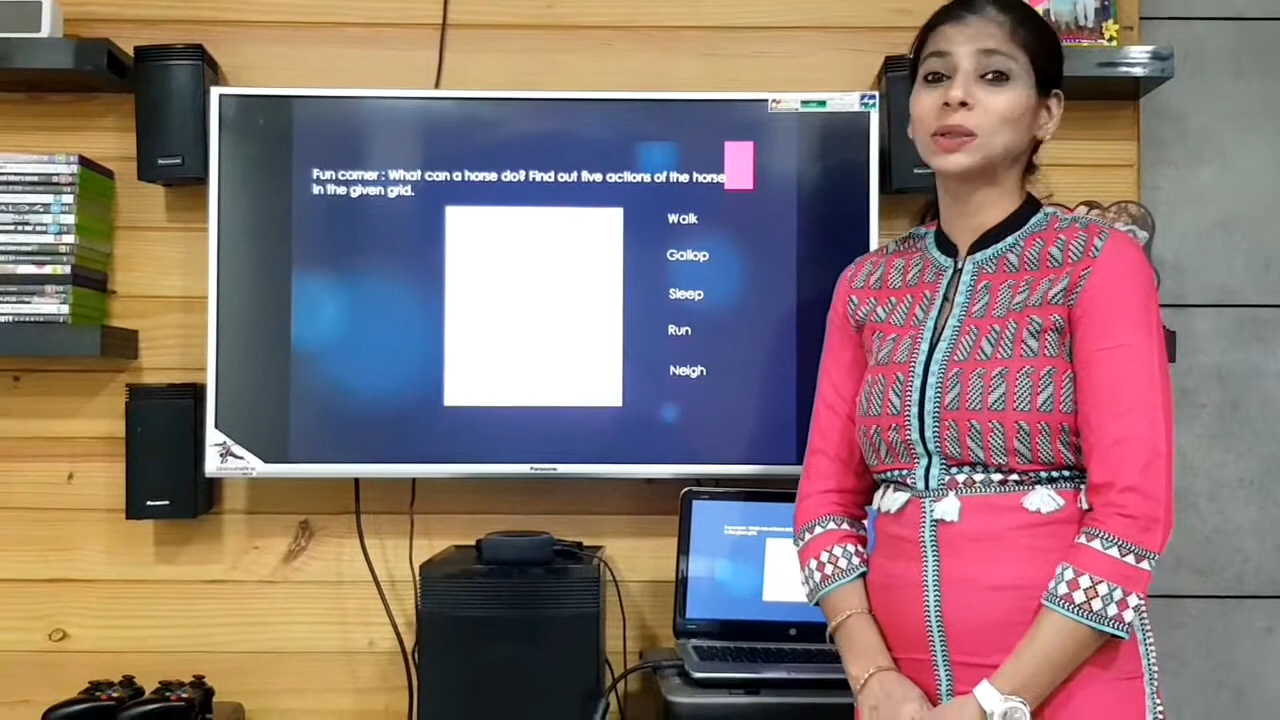 Fun corner : What can a horse do? Find out five actions of the horse
in the given grid.
Walk
Gallop
Sleep
Run
Neigh
Panasonic